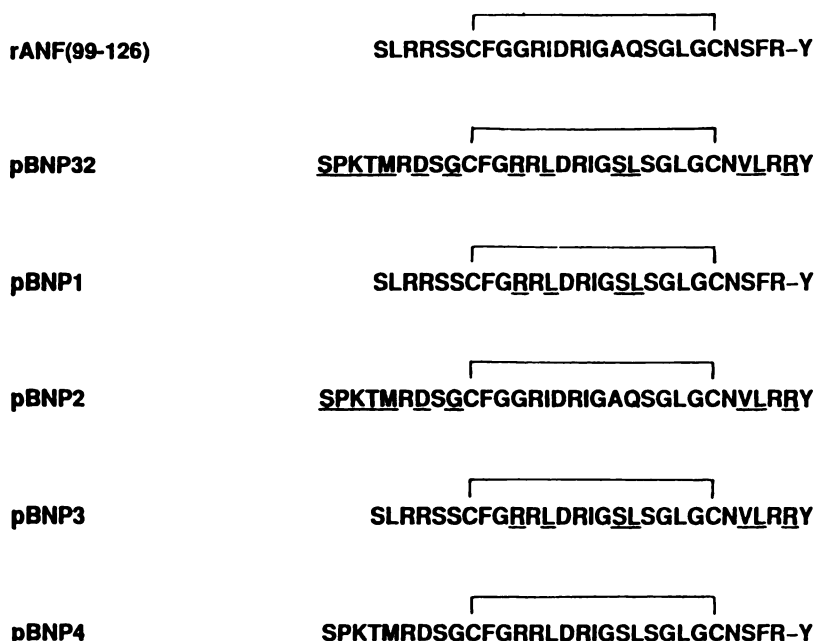 rANF(99-126) SLRRSSCFGGRIDRIGAQSGLGCNSFR-Y
pBNP32 SPKTMRDSGCFGRRLDRIGSLSGLGCNVLRRY
pBNP1 SLRRSSCFGRRLDRIGSLSGLGCNSFR-Y
pBNP2 SPKTMRDSGCFGGRIDRIGAQSGLGCNVLRRY
pBNP3 SLRRSSCFGRRLDRIGSLSGLGCNVLRRY
pBNP4 SPKTMRDSGCFGRRLDRIGSLSGLGCNSFR-Y